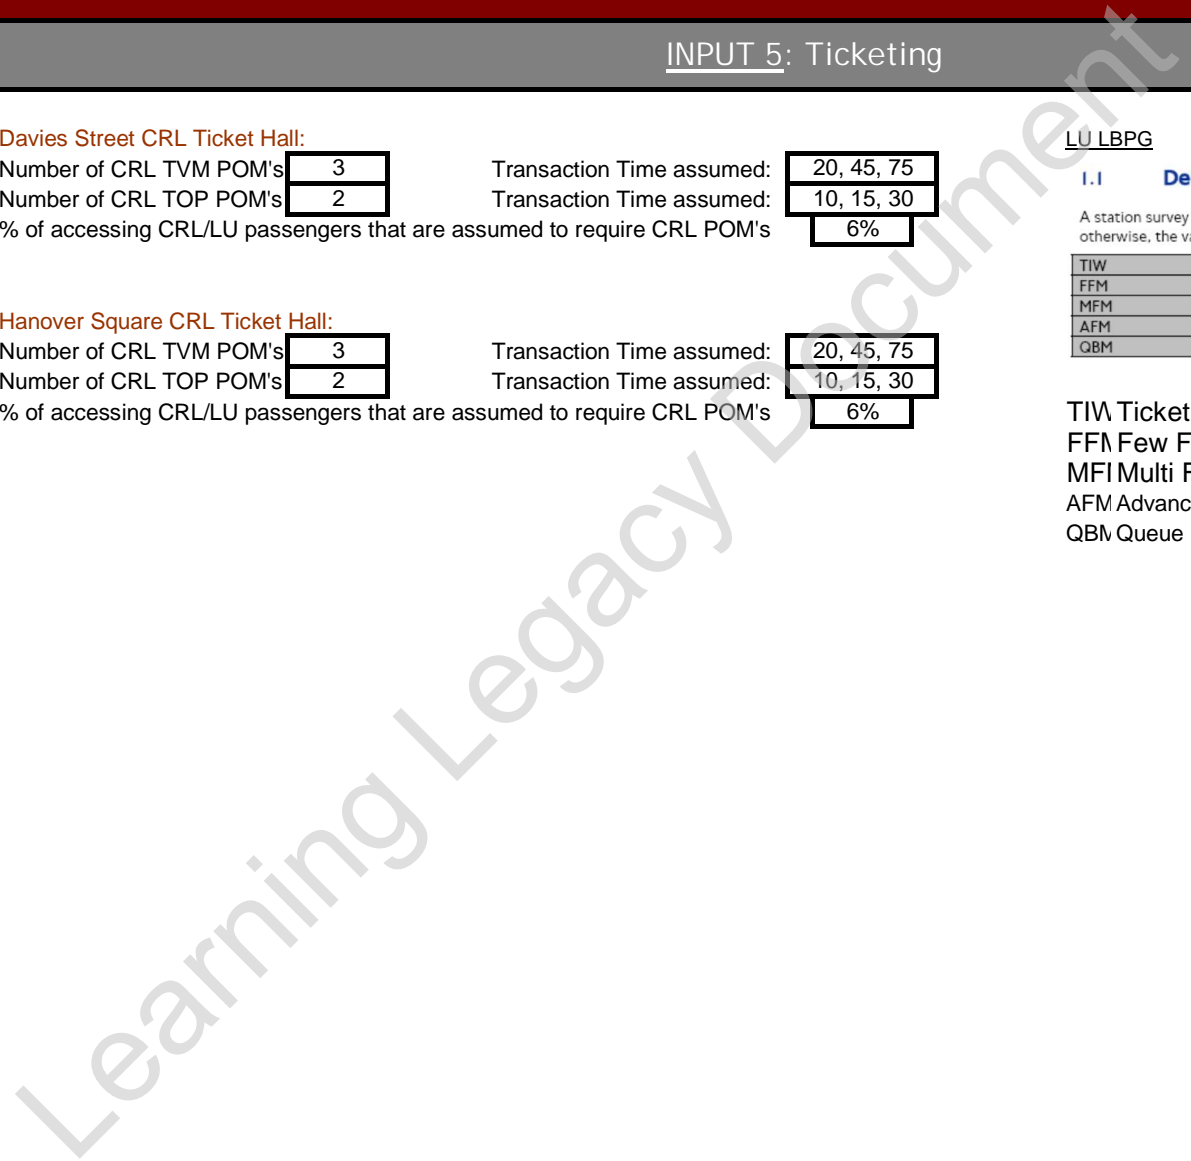 INPUT 5: Ticketing
Davies Street CRL Ticket Hall:
Number of CRL TVM POM's 3 Transaction Time assumed: 20, 45, 75
Number of CRL TOP POM's 2 Transaction Time assumed: 10, 15, 30
% of accessing CRL/LU passengers that are assumed to require CRL POM's 6%
Hanover Square CRL Ticket Hall:
Number of CRL TVM POM's 3 Transaction Time assumed: 20, 45, 75
Number of CRL TOP POM's 2 Transaction Time assumed: 10, 15, 30
% of accessing CRL/LU passengers that are assumed to require CRL POM's 6%
LU LBPG
1.1 De
A station survey
otherwise, the va
TIW
FFM
MFM
AFM
QBM
TIW Ticket
FFM Few F
MFM Multi F
AFM Advanc
QBM Queue
Learning Legacy Document